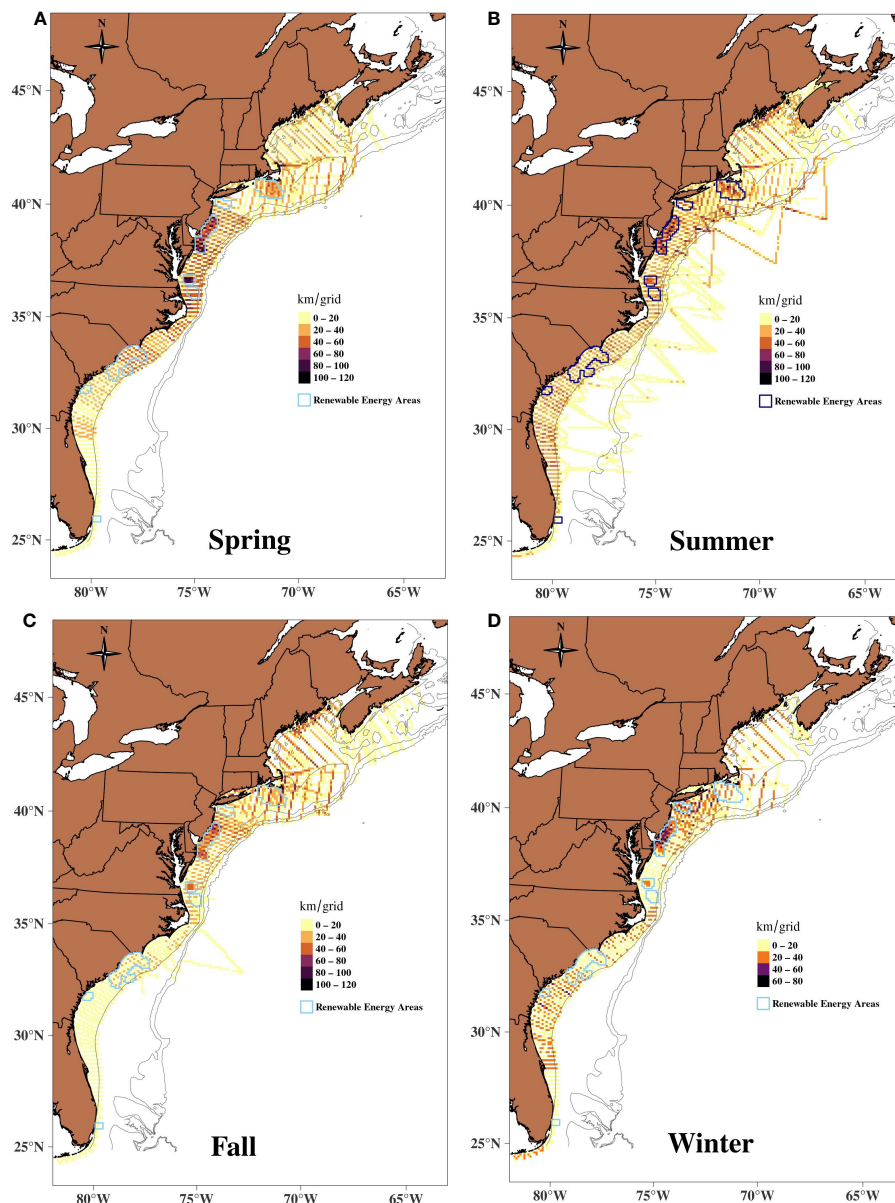 A
N
45°N
40°N
35°N
30°N
25°N
km/grid
0 – 20
20 – 40
40 – 60
60 – 80
80 – 100
100 – 120
Renewable Energy Areas
Spring
80°W
75°W
70°W
65°W
B
N
45°N
40°N
35°N
30°N
25°N
km/grid
0 – 20
20 – 40
40 – 60
60 – 80
80 – 100
100 – 120
Renewable Energy Areas
Summer
80°W
75°W
70°W
65°W
C
N
45°N
40°N
35°N
30°N
25°N
km/grid
0 – 20
20 – 40
40 – 60
60 – 80
80 – 100
100 – 120
Renewable Energy Areas
Fall
80°W
75°W
70°W
65°W
D
N
45°N
40°N
35°N
30°N
25°N
km/grid
0 – 20
20 – 40
40 – 60
60 – 80
Renewable Energy Areas
Winter
80°W
75°W
70°W
65°W